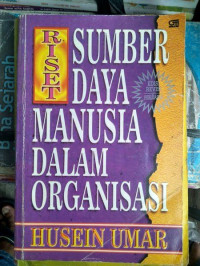 RISET
SUMBER
DAYA
MANUSIA
DALAM
ORGANISASI
HUSEIN UMAR